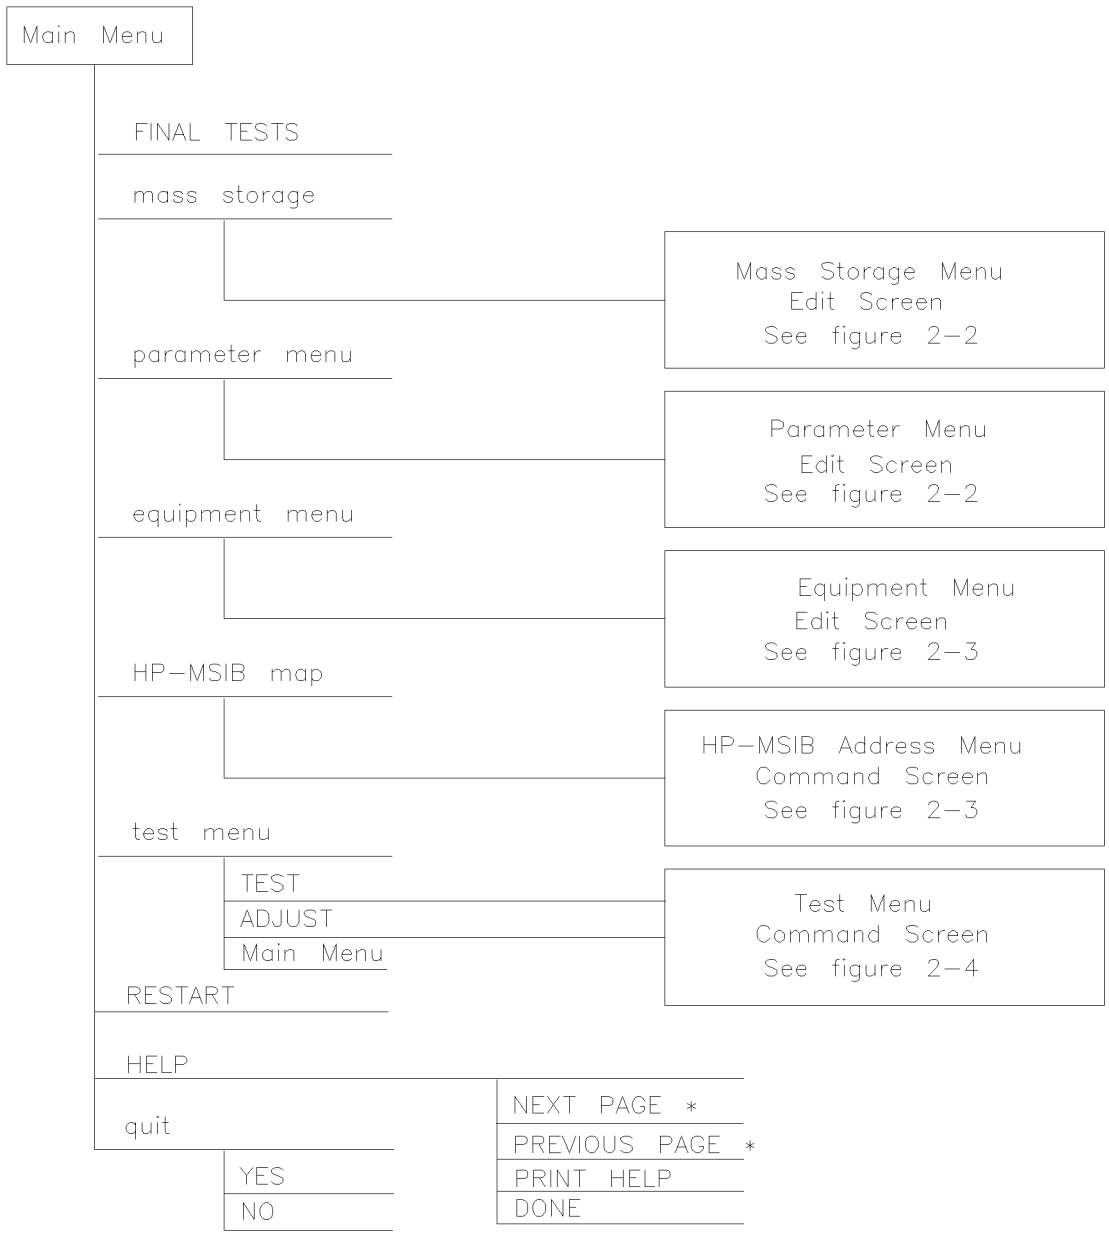 Main Menu
FINAL TESTS
mass storage
Mass Storage Menu
Edit Screen
See figure 2-2
parameter menu
Parameter Menu
Edit Screen
See figure 2-2
equipment menu
Equipment Menu
Edit Screen
See figure 2-3
HP-MSIB map
HP-MSIB Address Menu
Command Screen
See figure 2-3
test menu
TEST
ADJUST
Main Menu
Test Menu
Command Screen
See figure 2-4
RESTART
HELP
NEXT PAGE *
PREVIOUS PAGE *
PRINT HELP
DONE
quit
YES
NO